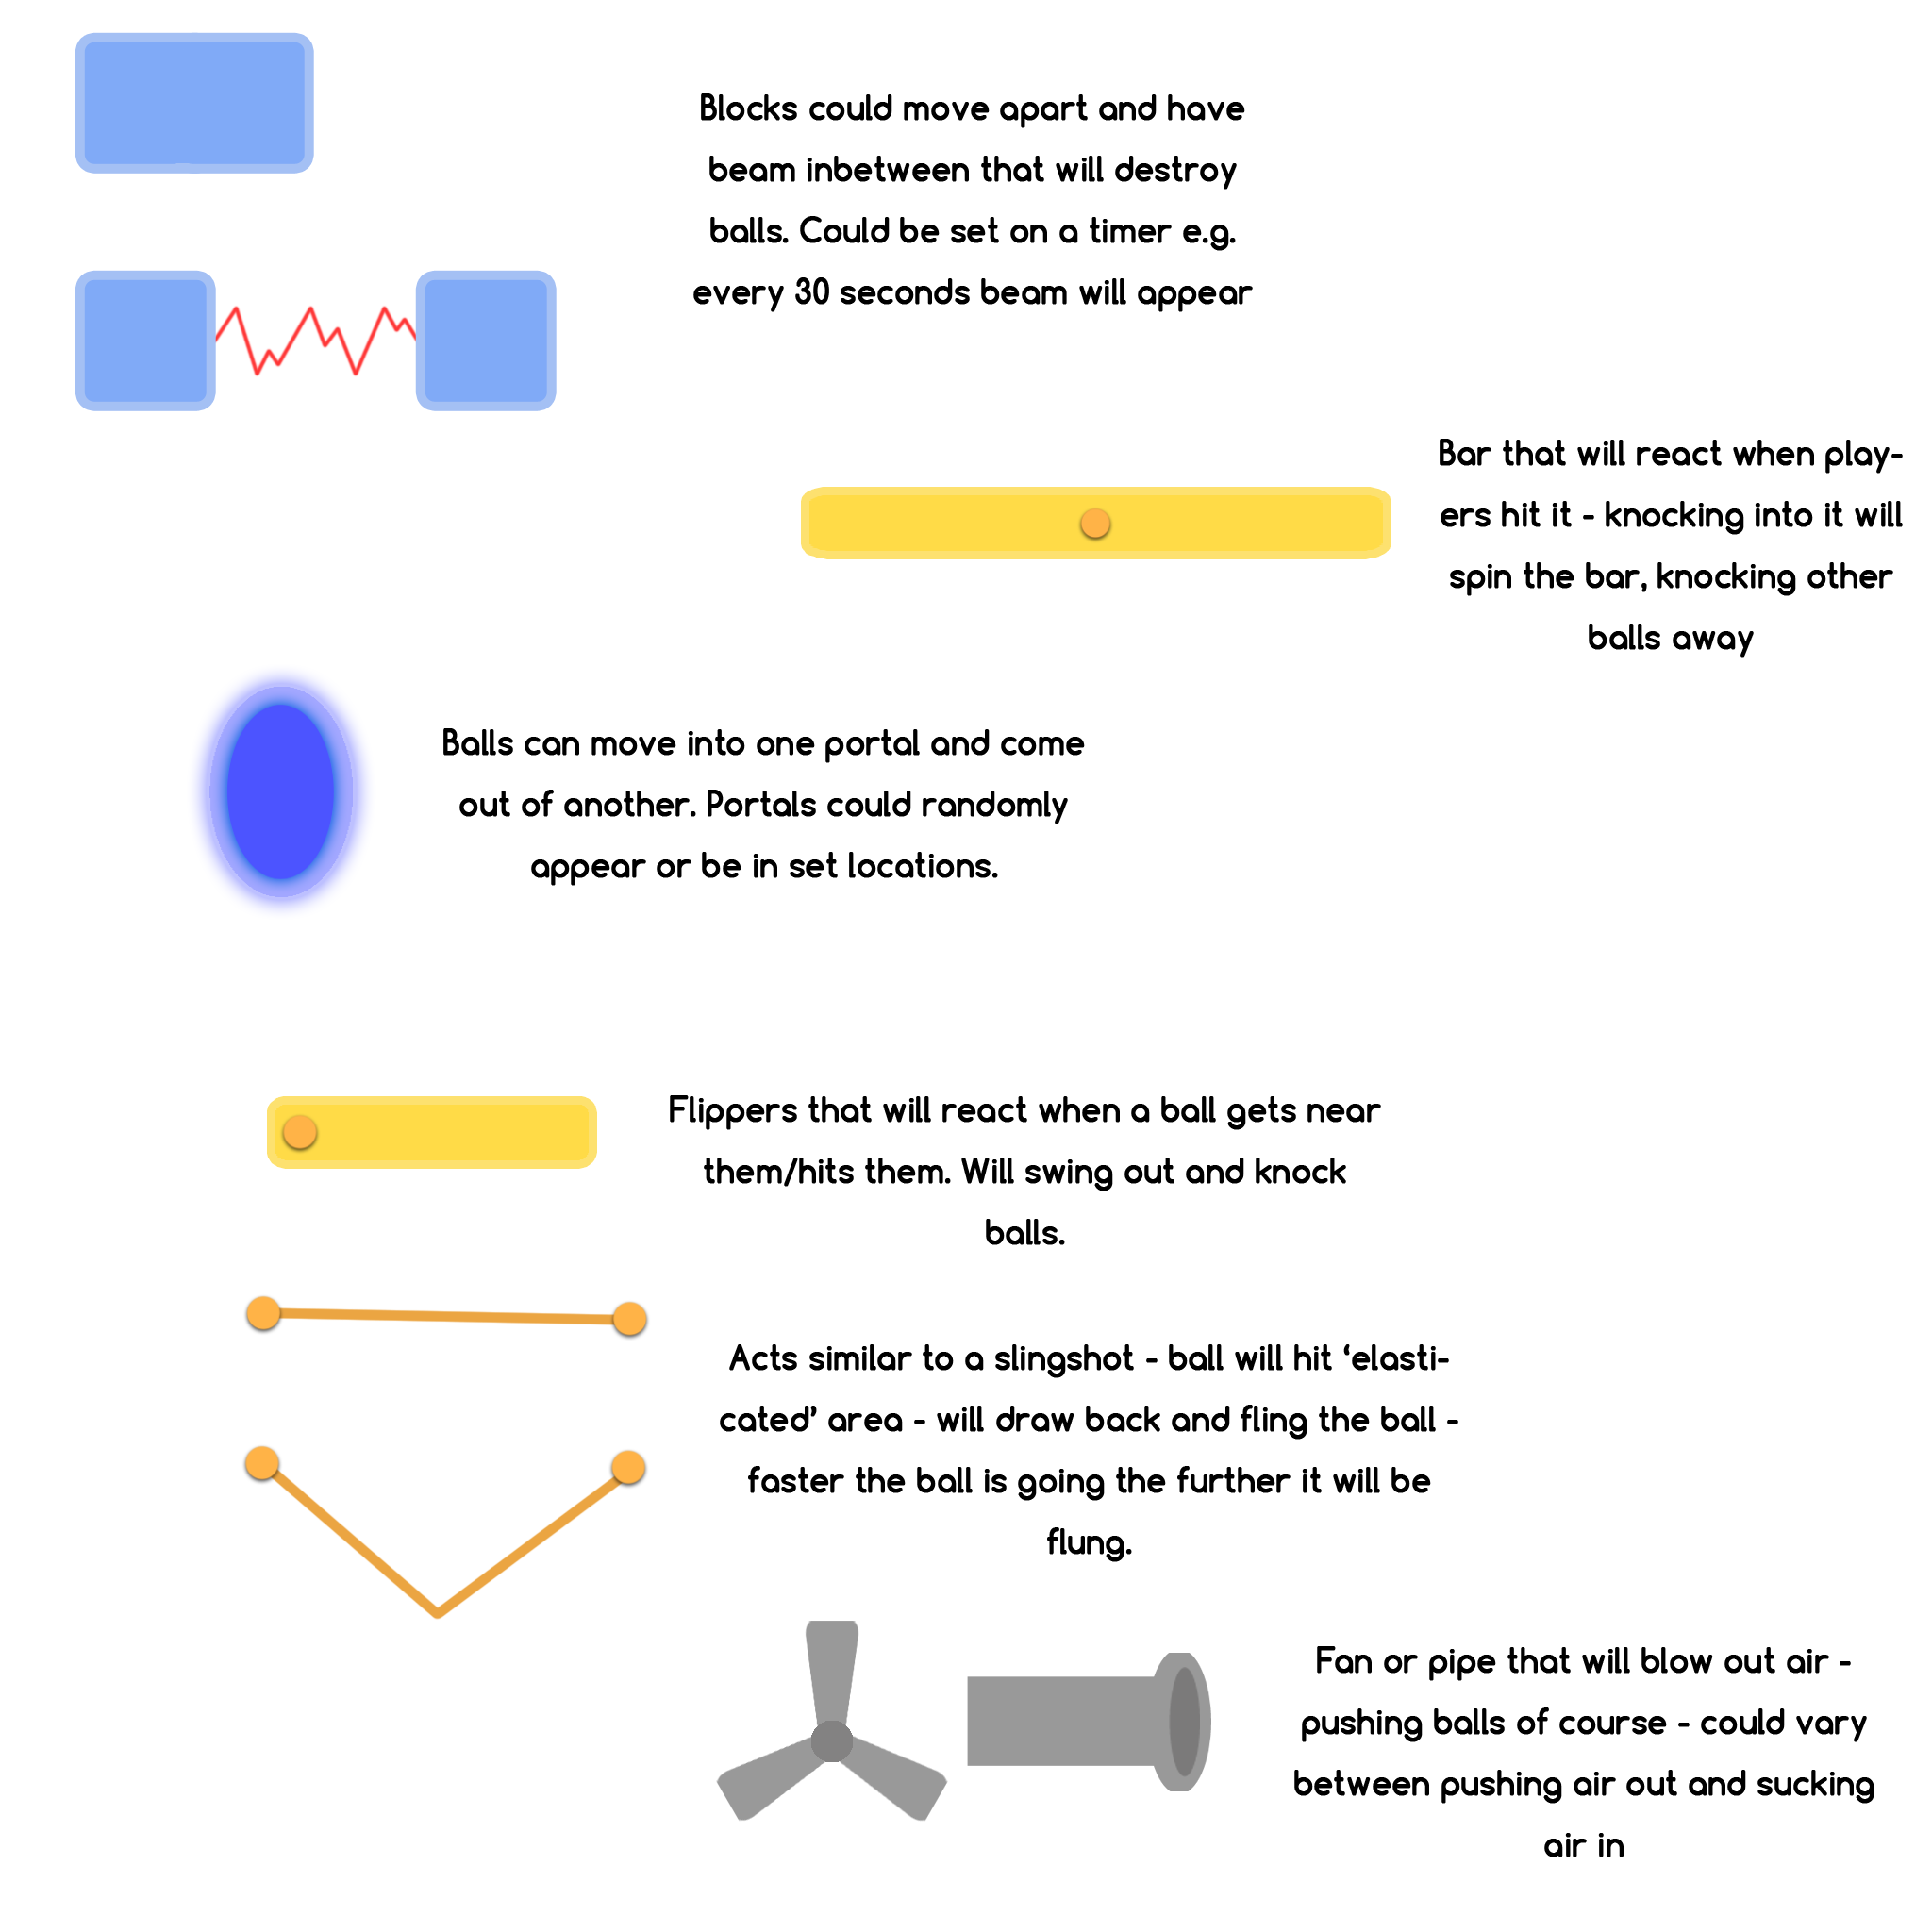 Blocks could move apart and have
beam inbetween that will destroy
balls. Could be set on a timer e.g.
every 30 seconds beam will appear
Bar that will react when play-
ers hit it - knocking into it will
spin the bar, knocking other
balls away
Balls can move into one portal and come
out of another. Portals could randomly
appear or be in set locations.
Flippers that will react when a ball gets near
them/hits them. Will swing out and knock
balls.
Acts similar to a slingshot - ball will hit ‘elasti-
cated’ area - will draw back and fling the ball -
faster the ball is going the further it will be
flung.
Fan or pipe that will blow out air -
pushing balls of course - could vary
between pushing air out and sucking
air in